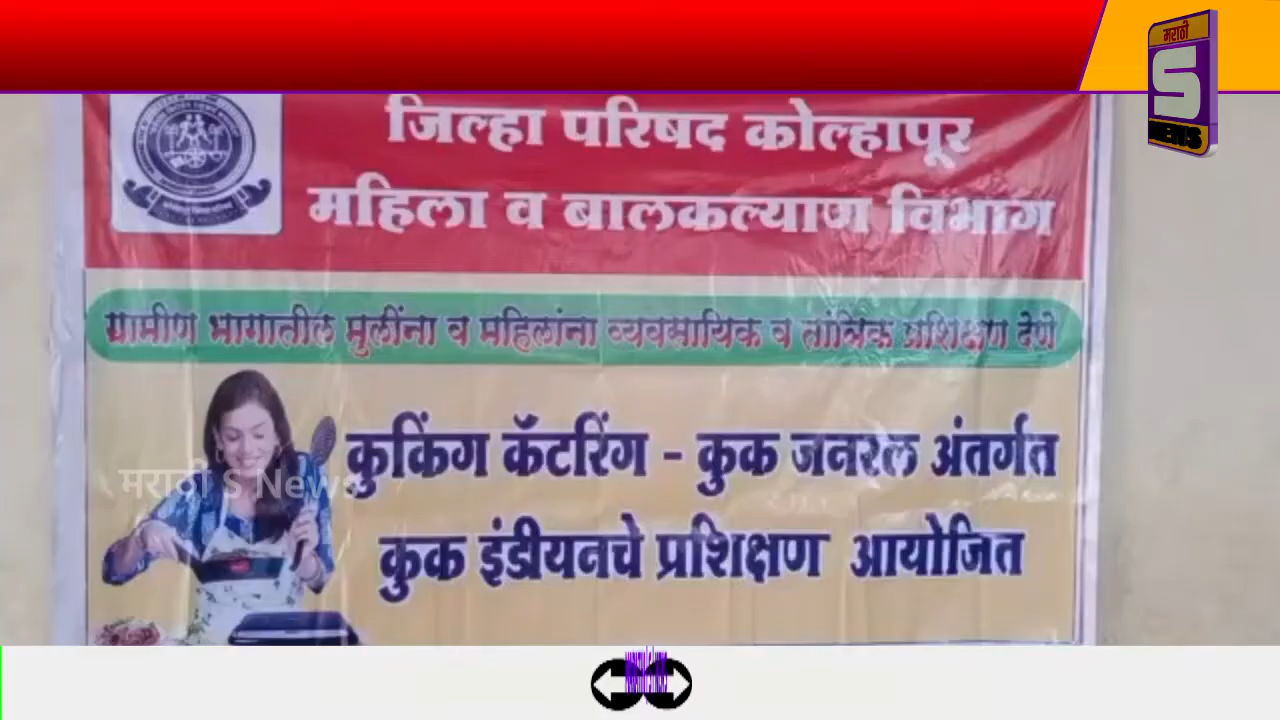 मराठी
S
NEWS
जिल्हा परिषद कोल्हापूर
महिला व बालकल्याण विभाग
ग्रामीण भागातील मुलींना व महिलांना व्यवसायिक व तांत्रिक प्रशिक्षण देणे
कुकिंग कॅटरिंग - कुक जनरल अंतर्गत
कुक इंडीयनचे प्रशिक्षण आयोजित
मराठी S News